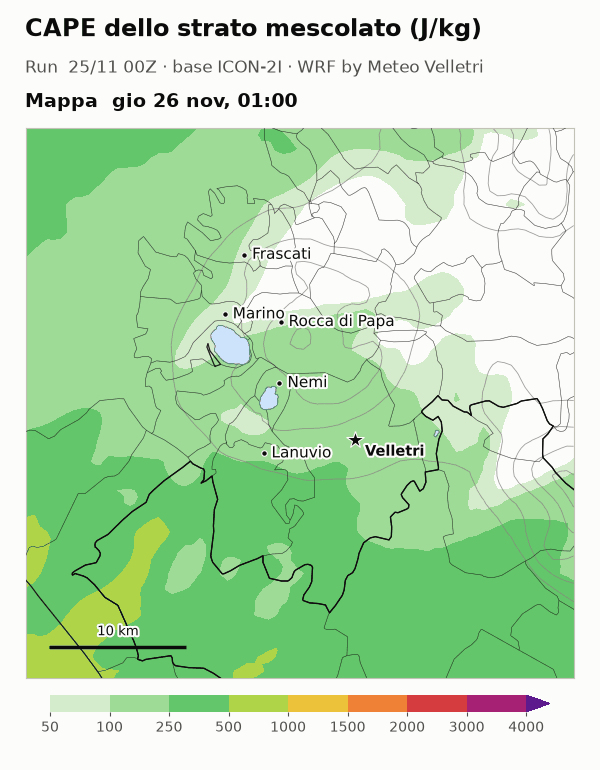 CAPE dello strato mescolato (J/kg)
Run  25/11 00Z · base ICON-2I · WRF by Meteo Velletri
Mappa  gio 26 nov, 01:00
Frascati
Marino
Rocca di Papa
Nemi
Velletri
Lanuvio
10 km
50 100 250 500 1000 1500 2000 3000 4000